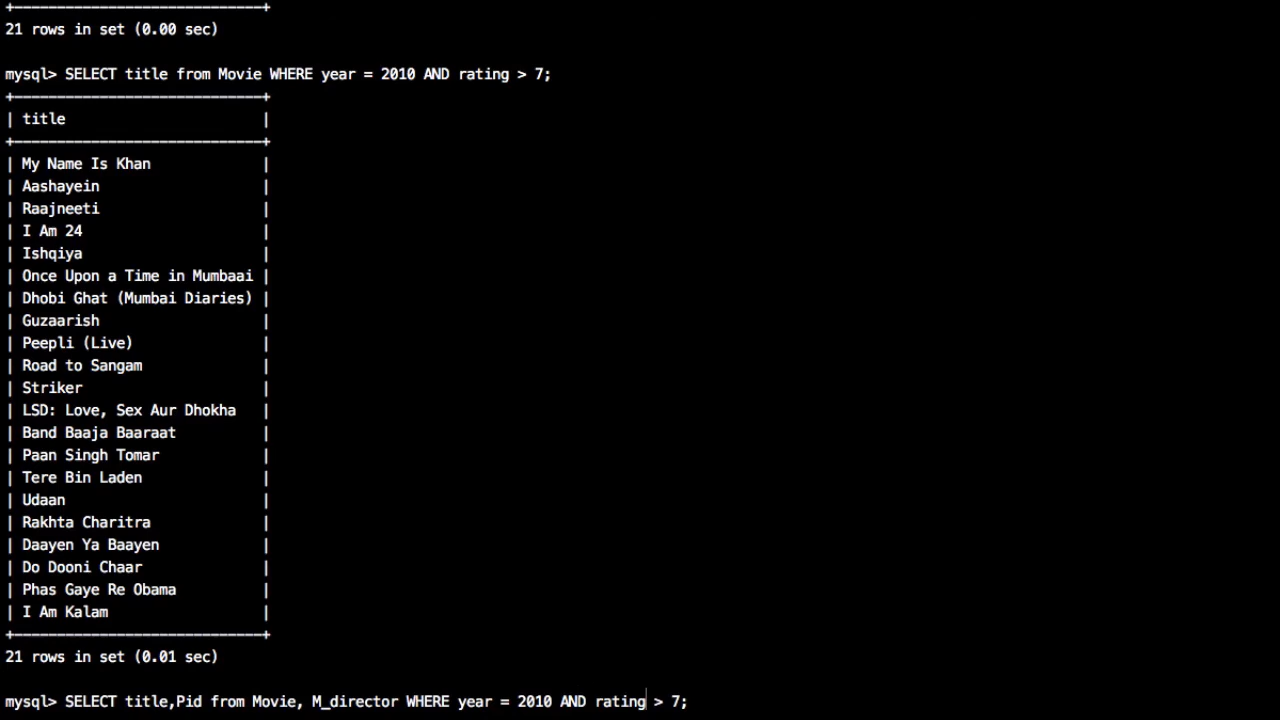 +-----------------------------+
21 rows in set (0.00 sec)
mysql> SELECT title from Movie WHERE year = 2010 AND rating > 7;
+-----------------------------+
| title                       |
+-----------------------------+
| My Name Is Khan             |
| Aashayein                   |
| Raajneeti                   |
| I Am 24                     |
| Ishqiya                     |
| Once Upon a Time in Mumbaai |
| Dhobi Ghat (Mumbai Diaries) |
| Guzaarish                   |
| Peepli (Live)               |
| Road to Sangam              |
| Striker                     |
| LSD: Love, Sex Aur Dhokha   |
| Band Baaja Baaraat          |
| Paan Singh Tomar            |
| Tere Bin Laden              |
| Udaan                       |
| Rakhta Charitra             |
| Daayen Ya Baayen            |
| Do Dooni Chaar              |
| Phas Gaye Re Obama          |
| I Am Kalam                  |
+-----------------------------+
21 rows in set (0.01 sec)
mysql> SELECT title,Pid from Movie, M_director WHERE year = 2010 AND rating > 7;